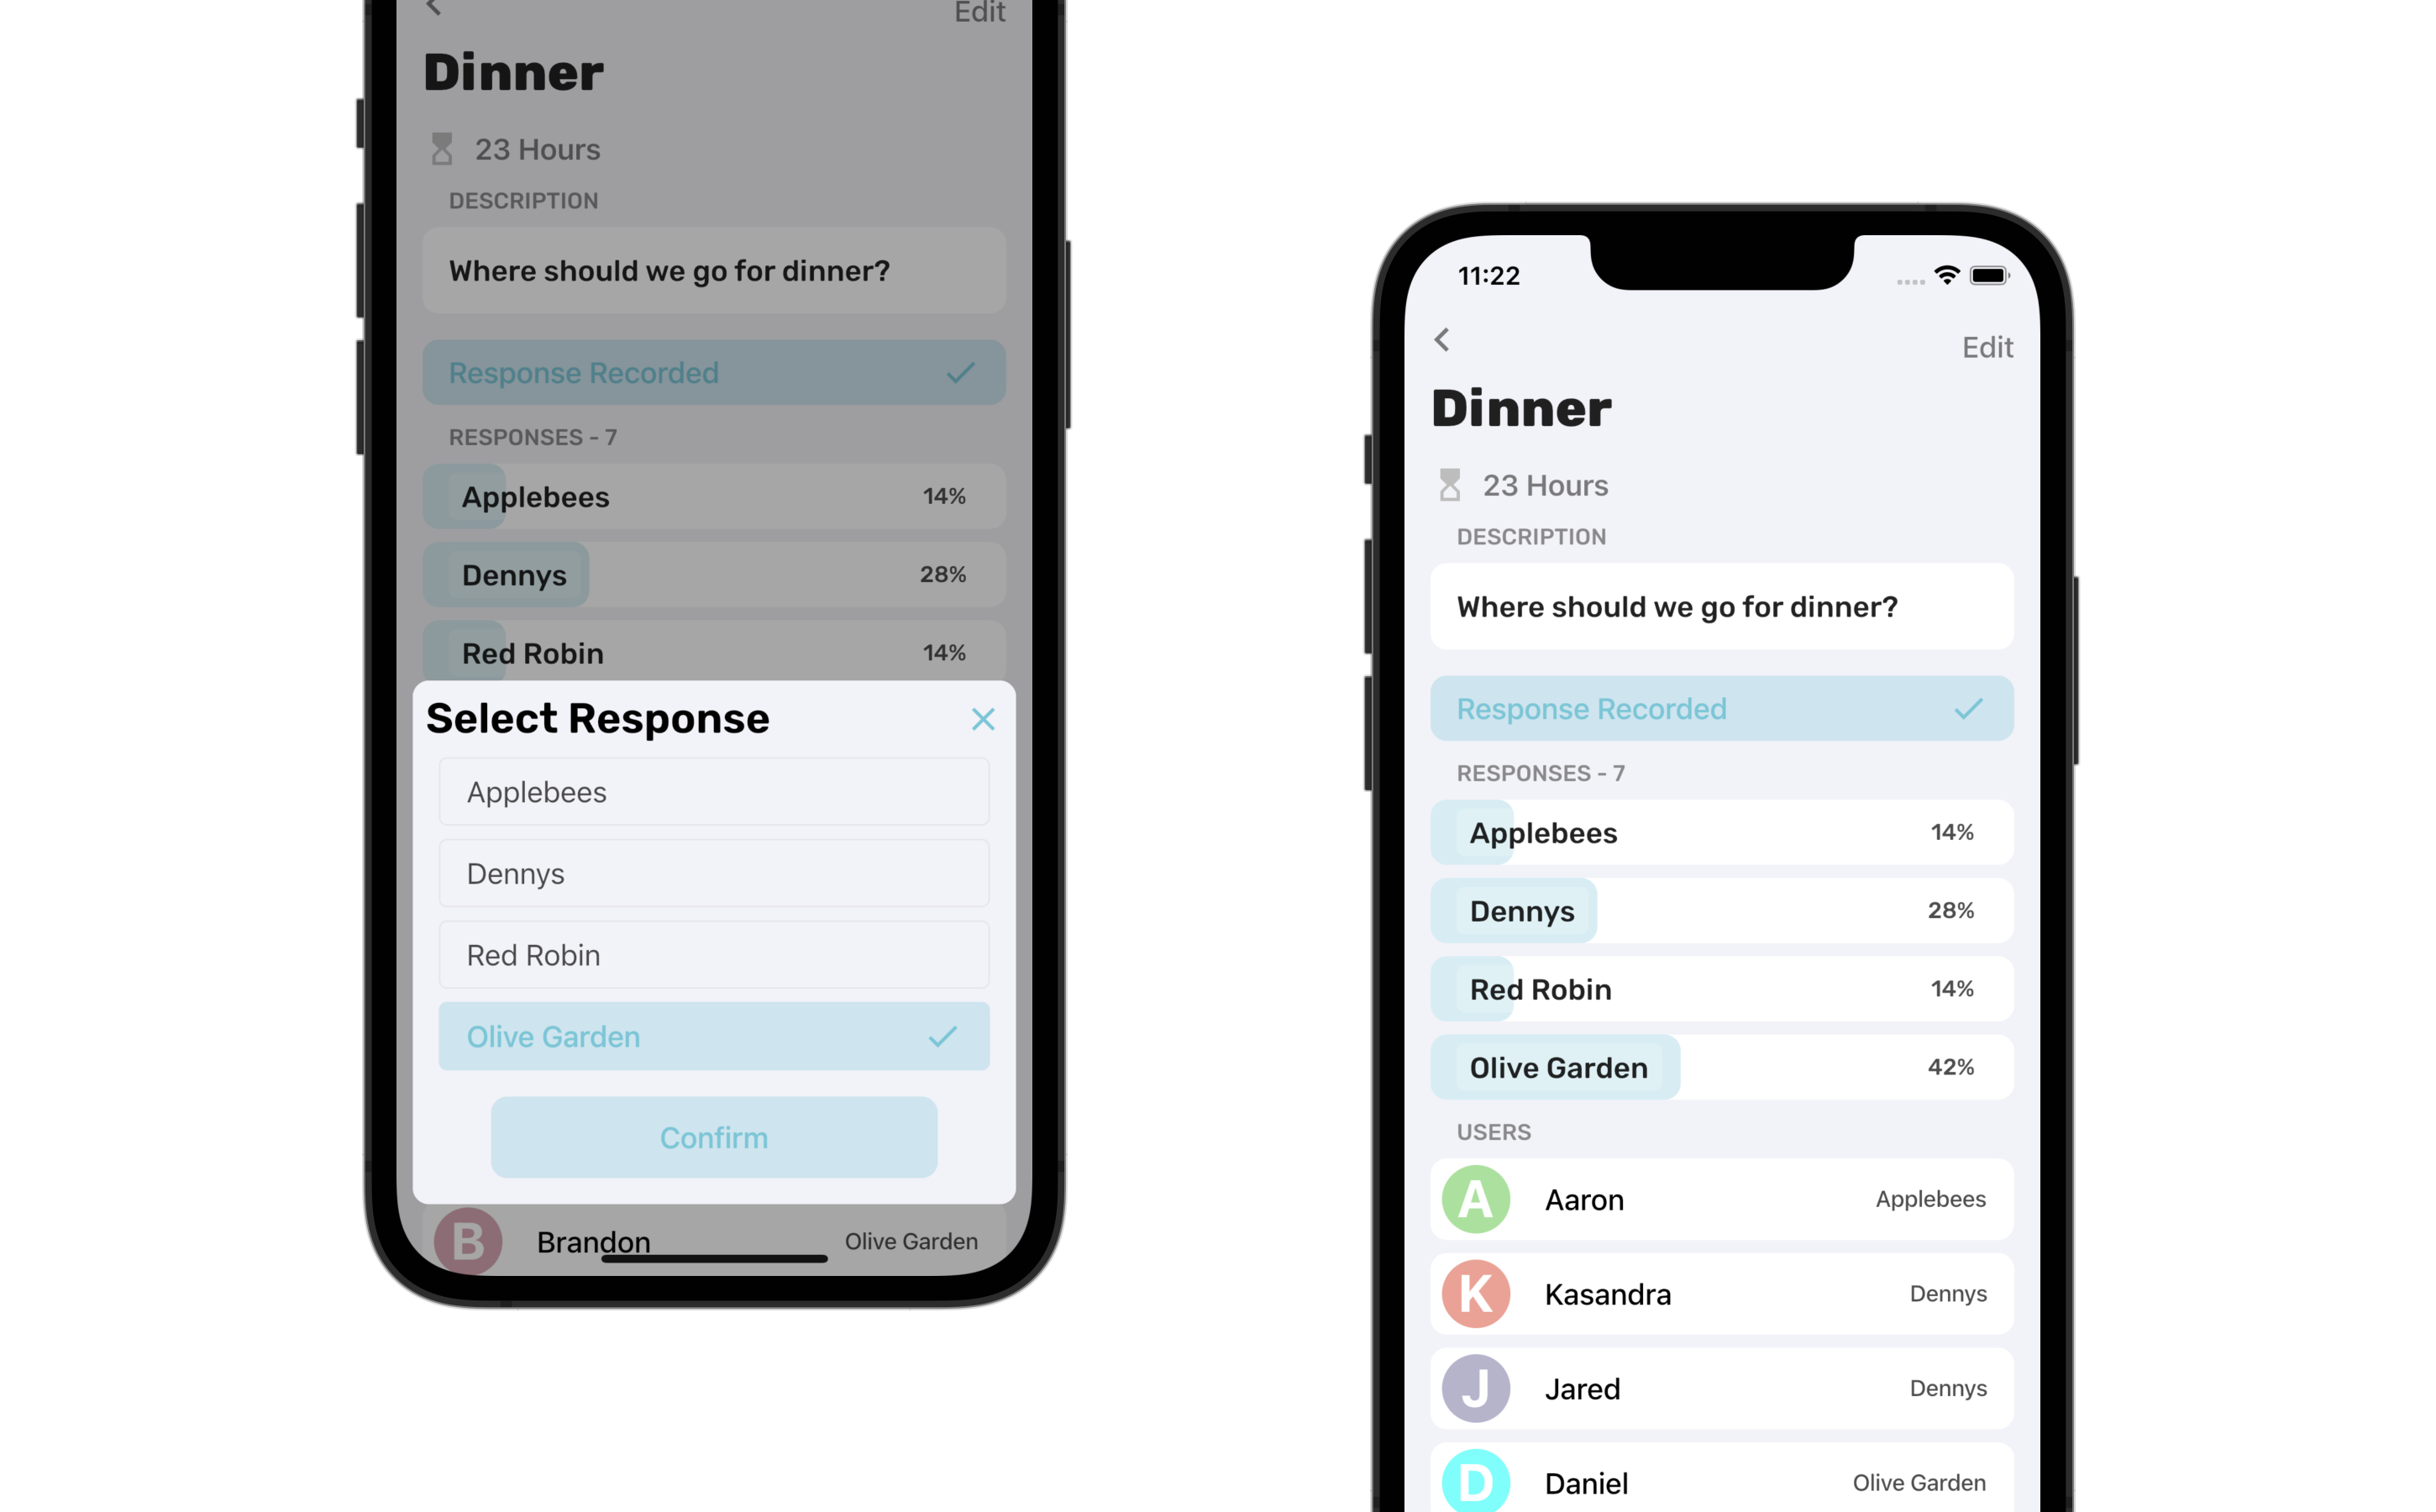 Edit
Dinner
23 Hours
DESCRIPTION
Where should we go for dinner?
Response Recorded
RESPONSES - 7
Applebees 14%
Dennys 28%
Red Robin 14%
Select Response
Applebees
Dennys
Red Robin
Olive Garden
Confirm
B Brandon Olive Garden
11:22
Edit
Dinner
23 Hours
DESCRIPTION
Where should we go for dinner?
Response Recorded
RESPONSES - 7
Applebees 14%
Dennys 28%
Red Robin 14%
Olive Garden 42%
USERS
A Aaron Applebees
K Kasandra Dennys
J Jared Dennys
D Daniel Olive Garden